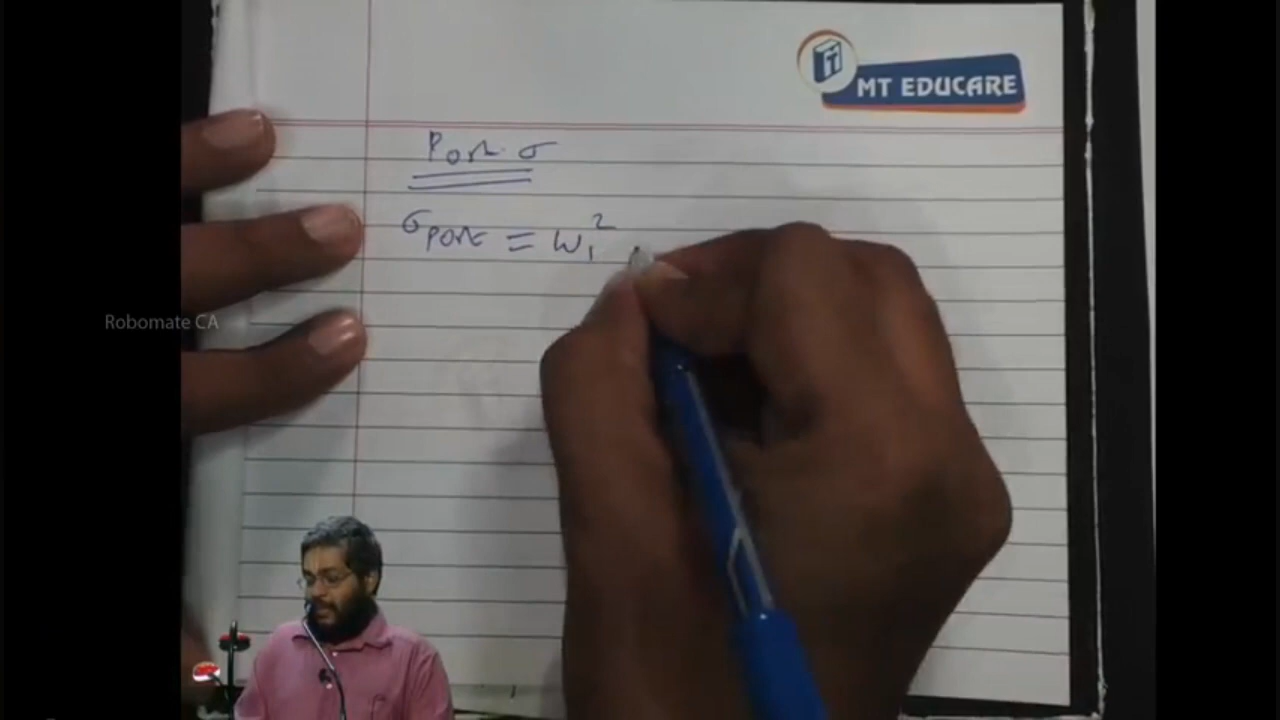 MT EDUCARE
Port. σ
σport = w₁²
Robomate CA